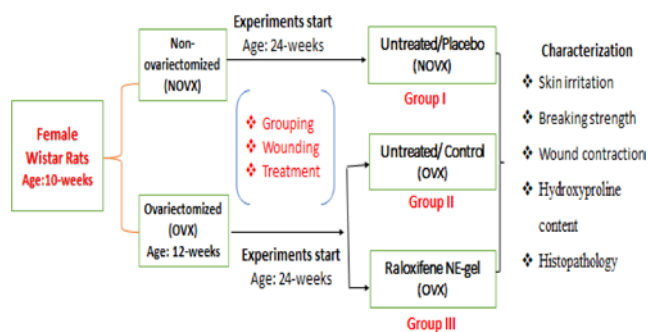 Female
Wistar Rats
Age:10-weeks
Non-
ovariectomized
(NOVX)
Experiments start
Age: 24-weeks
Untreated/Placebo
(NOVX)
Group I
❖ Grouping
❖ Wounding
❖ Treatment
Ovariectomized
(OVX)
Age: 12-weeks
Experiments start
Age: 24-weeks
Untreated/ Control
(OVX)
Group II
Raloxifene NE-gel
(OVX)
Group III
Characterization
❖ Skin irritation
❖ Breaking strength
❖ Wound contraction
❖ Hydroxyproline
content
❖ Histopathology